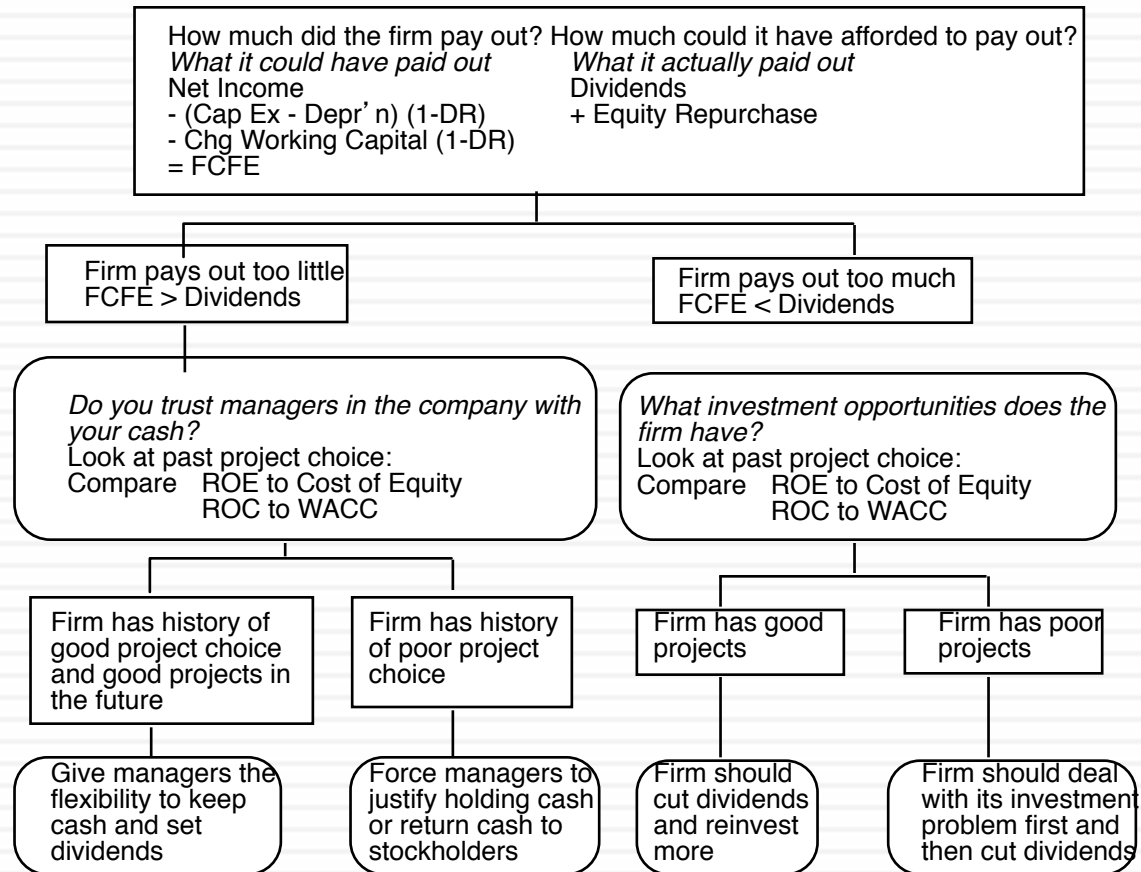 How much did the firm pay out? How much could it have afforded to pay out?
What it could have paid out What it actually paid out
Net Income Dividends
- (Cap Ex - Depr’n) (1-DR) + Equity Repurchase
- Chg Working Capital (1-DR)
= FCFE
Firm pays out too little
FCFE > Dividends
Firm pays out too much
FCFE < Dividends
Do you trust managers in the company with
your cash?
Look at past project choice:
Compare ROE to Cost of Equity
ROC to WACC
What investment opportunities does the
firm have?
Look at past project choice:
Compare ROE to Cost of Equity
ROC to WACC
Firm has history of
good project choice
and good projects in
the future
Firm has history
of poor project
choice
Firm has good
projects
Firm has poor
projects
Give managers the
flexibility to keep
cash and set
dividends
Force managers to
justify holding cash
or return cash to
stockholders
Firm should
cut dividends
and reinvest
more
Firm should deal
with its investment
problem first and
then cut dividends